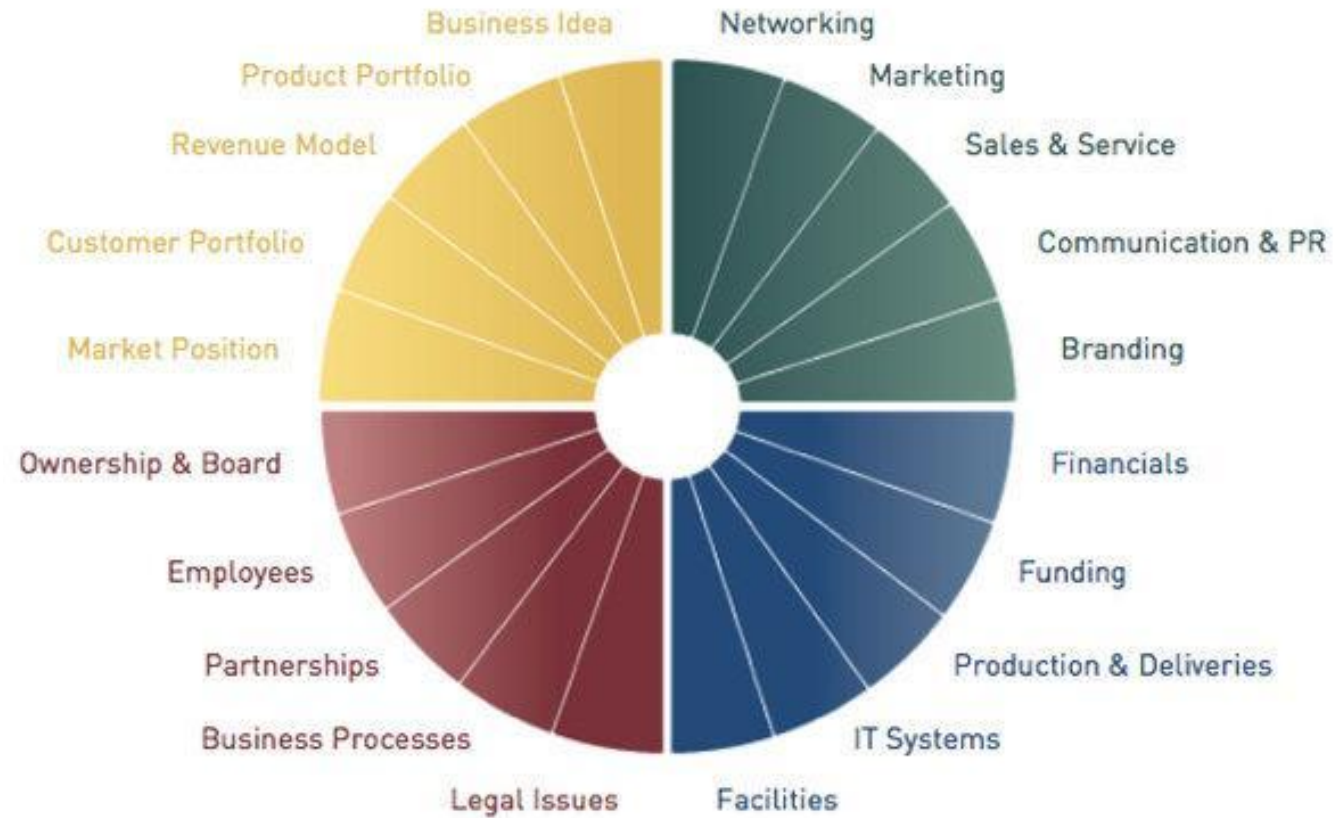 Business Idea
Networking
Product Portfolio
Marketing
Revenue Model
Sales & Service
Customer Portfolio
Communication & PR
Market Position
Branding
Ownership & Board
Financials
Employees
Funding
Partnerships
Production & Deliveries
Business Processes
IT Systems
Legal Issues
Facilities